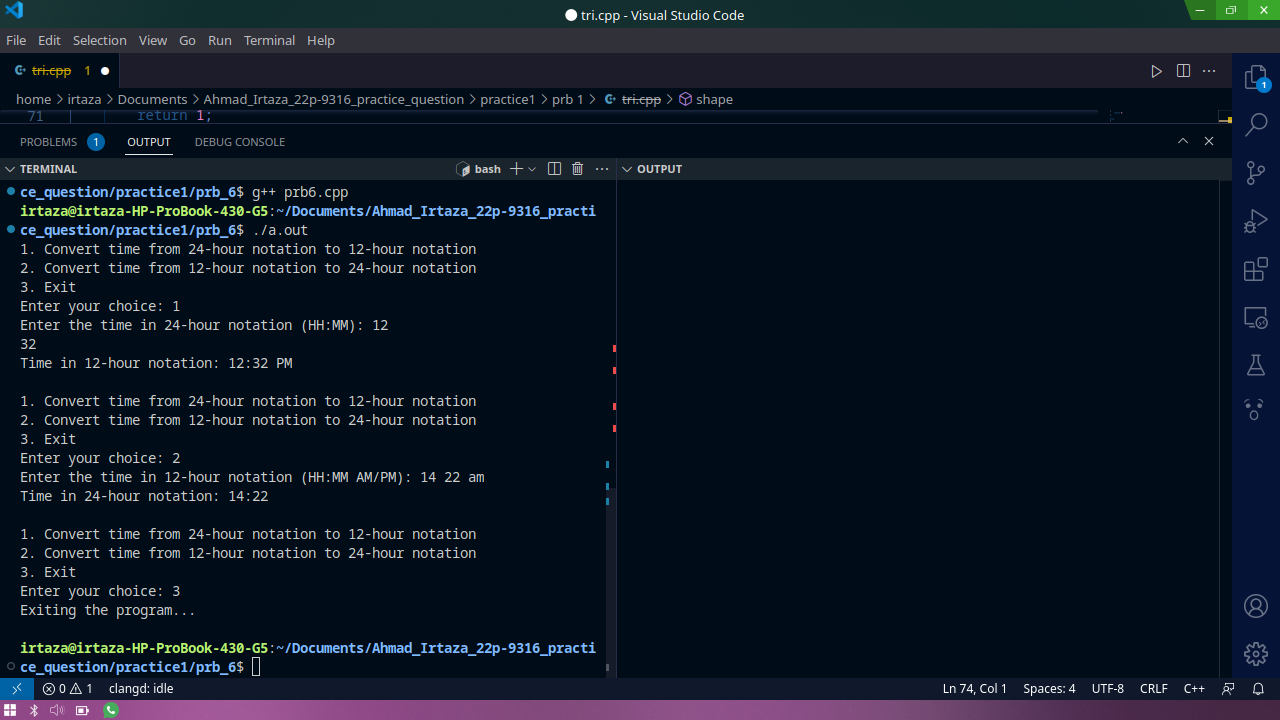 tri.cpp - Visual Studio Code
File Edit Selection View Go Run Terminal Help
tri.cpp 1
home > irtaza > Documents > Ahmad_Irtaza_22p-9316_practice_question > practice1 > prb 1 > tri.cpp > shape
71 return 1;
PROBLEMS 1 OUTPUT DEBUG CONSOLE
TERMINAL bash
ce_question/practice1/prb_6$ g++ prb6.cpp
irtaza@irtaza-HP-ProBook-430-G5:~/Documents/Ahmad_Irtaza_22p-9316_practi
ce_question/practice1/prb_6$ ./a.out
1. Convert time from 24-hour notation to 12-hour notation
2. Convert time from 12-hour notation to 24-hour notation
3. Exit
Enter your choice: 1
Enter the time in 24-hour notation (HH:MM): 12
32
Time in 12-hour notation: 12:32 PM
1. Convert time from 24-hour notation to 12-hour notation
2. Convert time from 12-hour notation to 24-hour notation
3. Exit
Enter your choice: 2
Enter the time in 12-hour notation (HH:MM AM/PM): 14 22 am
Time in 24-hour notation: 14:22
1. Convert time from 24-hour notation to 12-hour notation
2. Convert time from 12-hour notation to 24-hour notation
3. Exit
Enter your choice: 3
Exiting the program...
irtaza@irtaza-HP-ProBook-430-G5:~/Documents/Ahmad_Irtaza_22p-9316_practi
ce_question/practice1/prb_6$
OUTPUT
1
0 1 clangd: idle Ln 74, Col 1 Spaces: 4 UTF-8 CRLF C++